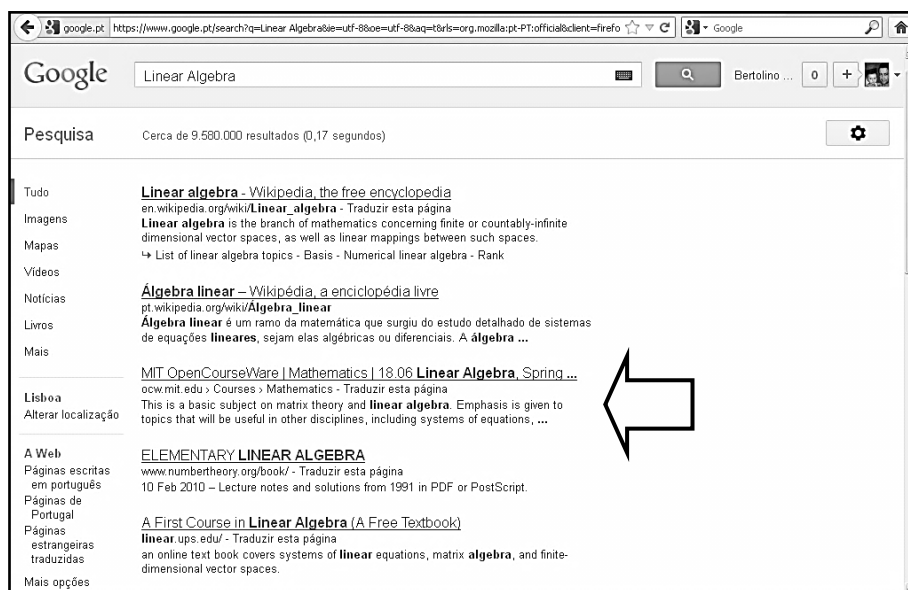 google.pt https://www.google.pt/search?q=Linear Algebra&ie=utf-8&oe=utf-8&aq=t&rls=org.mozilla:pt-PT:official&client=firefo Google
Google Linear Algebra Bertolino ... 0 +
Pesquisa Cerca de 9.580.000 resultados (0,17 segundos)
Tudo
Imagens
Mapas
Vídeos
Notícias
Livros
Mais
Lisboa
Alterar localização
A Web
Páginas escritas
em português
Páginas de
Portugal
Páginas
estrangeiras
traduzidas
Mais opções
Linear algebra - Wikipedia, the free encyclopedia
en.wikipedia.org/wiki/Linear_algebra - Traduzir esta página
Linear algebra is the branch of mathematics concerning finite or countably-infinite
dimensional vector spaces, as well as linear mappings between such spaces.
↳ List of linear algebra topics - Basis - Numerical linear algebra - Rank
Álgebra linear – Wikipédia, a enciclopédia livre
pt.wikipedia.org/wiki/Álgebra_linear
Álgebra linear é um ramo da matemática que surgiu do estudo detalhado de sistemas
de equações lineares, sejam elas algébricas ou diferenciais. A álgebra ...
MIT OpenCourseWare | Mathematics | 18.06 Linear Algebra, Spring ...
ocw.mit.edu › Courses › Mathematics - Traduzir esta página
This is a basic subject on matrix theory and linear algebra. Emphasis is given to
topics that will be useful in other disciplines, including systems of equations, ...
ELEMENTARY LINEAR ALGEBRA
www.numbertheory.org/book/ - Traduzir esta página
10 Feb 2010 – Lecture notes and solutions from 1991 in PDF or PostScript.
A First Course in Linear Algebra (A Free Textbook)
linear.ups.edu/ - Traduzir esta página
an online text book covers systems of linear equations, matrix algebra, and finite-
dimensional vector spaces.